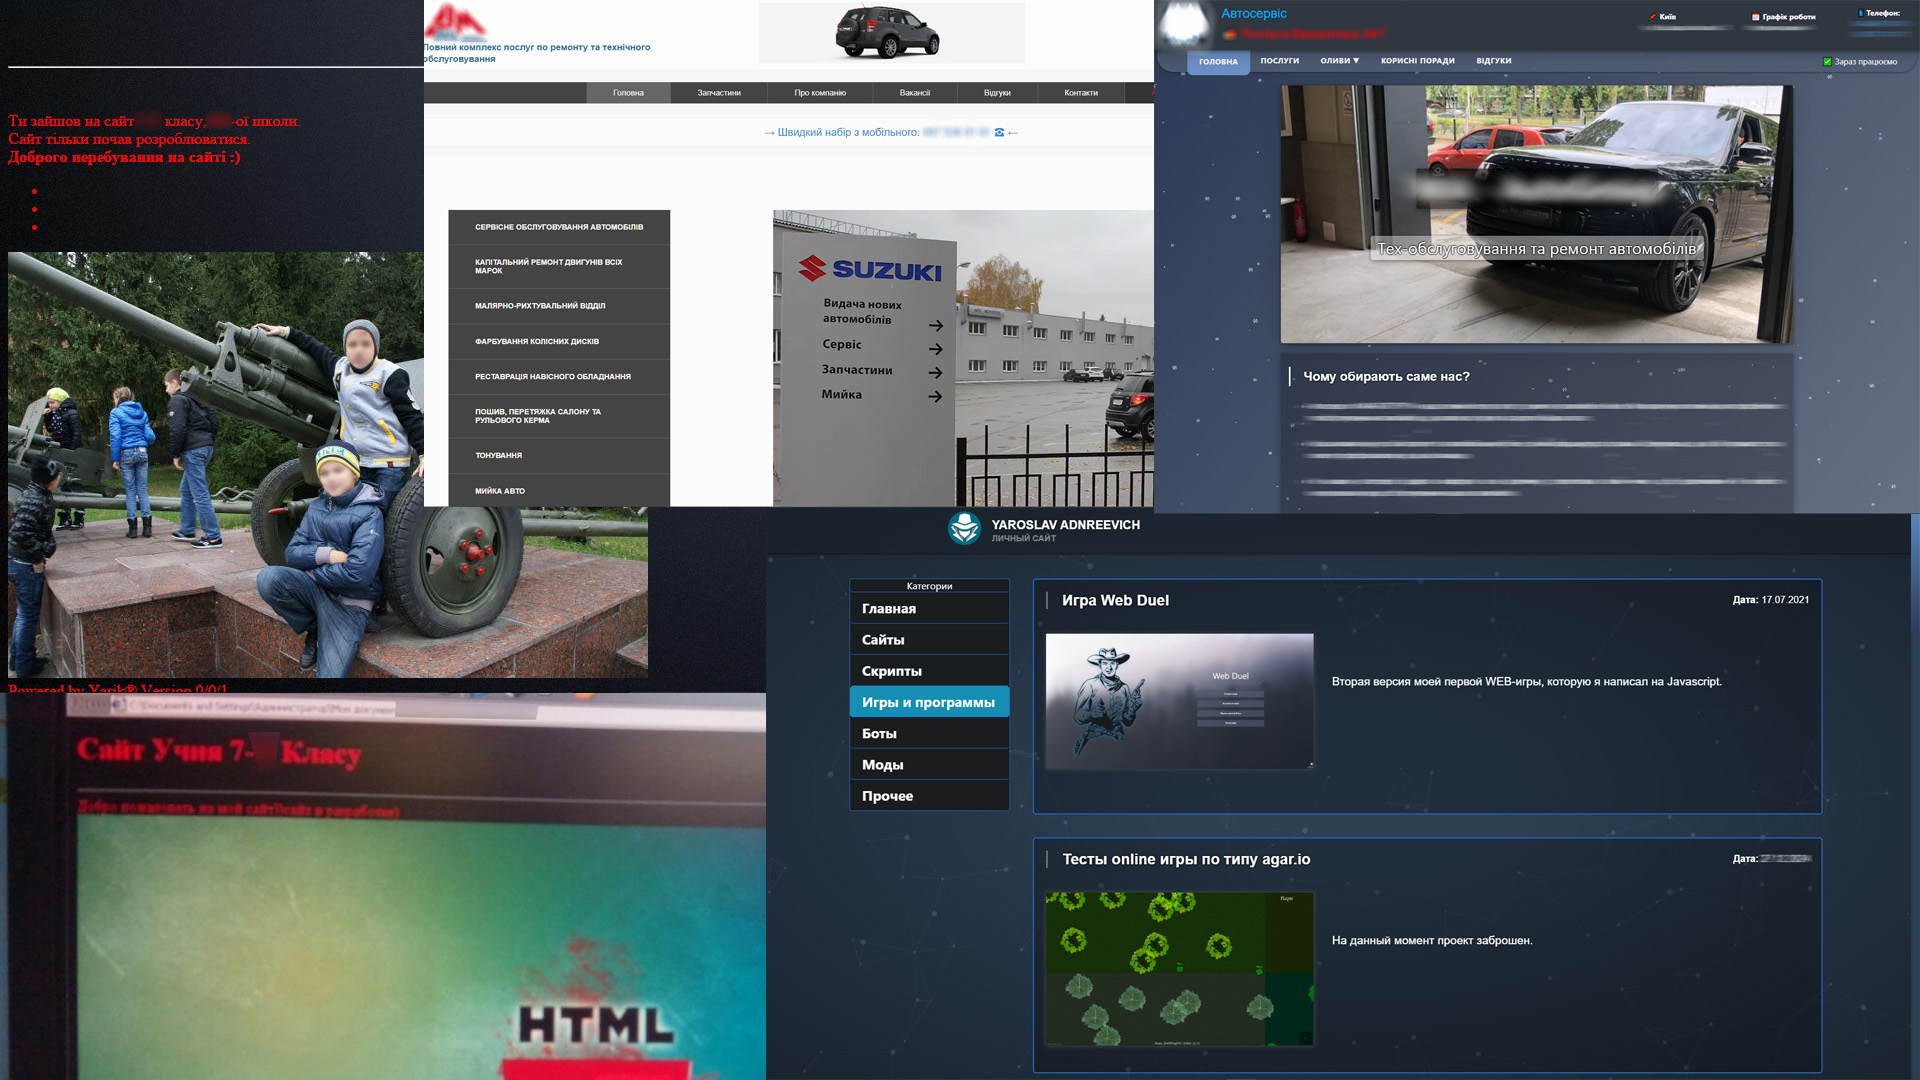 Ти зайшов на сайт класу, -ої школи.
Сайт тільки почав розроблюватися.
Доброго перебування на сайті :)
Powered by Yarik® Version 0/0/1
Повний комплекс послуг по ремонту та технічного
обслуговування
Головна
Запчастини
Про компанію
Вакансії
Відгуки
Контакти
→ Швидкий набір з мобільного: ☎ ←
СЕРВІСНЕ ОБСЛУГОВУВАННЯ АВТОМОБІЛІВ
КАПІТАЛЬНИЙ РЕМОНТ ДВИГУНІВ ВСІХ
МАРОК
МАЛЯРНО-РИХТУВАЛЬНИЙ ВІДДІЛ
ФАРБУВАННЯ КОЛІСНИХ ДИСКІВ
РЕСТАВРАЦІЯ НАВІСНОГО ОБЛАДНАННЯ
ПОШИВ, ПЕРЕТЯЖКА САЛОНУ ТА
РУЛЬОВОГО КЕРМА
ТОНУВАННЯ
МИЙКА АВТО
SUZUKI
Видача нових
автомобілів
Сервіс
Запчастини
Мийка
Автосервіс
Київ
Графік роботи
Телефон:
ГОЛОВНА
ПОСЛУГИ
ОЛИВИ ▼
КОРИСНІ ПОРАДИ
ВІДГУКИ
Зараз працюємо
Тех-обслуговування та ремонт автомобілів
Чому обирають саме нас?
Сайт Учня 7- Класу
Добро пожаловать на мой сайт!(сайт в разработке)
HTML
YAROSLAV ADNREEVICH
ЛИЧНЫЙ САЙТ
Категории
Главная
Сайты
Скрипты
Игры и программы
Боты
Моды
Прочее
Игра Web Duel
Дата: 17.07.2021
Web Duel
Вторая версия моей первой WEB-игры, которую я написал на Javascript.
Тесты online игры по типу agar.io
Дата:
На данный момент проект заброшен.